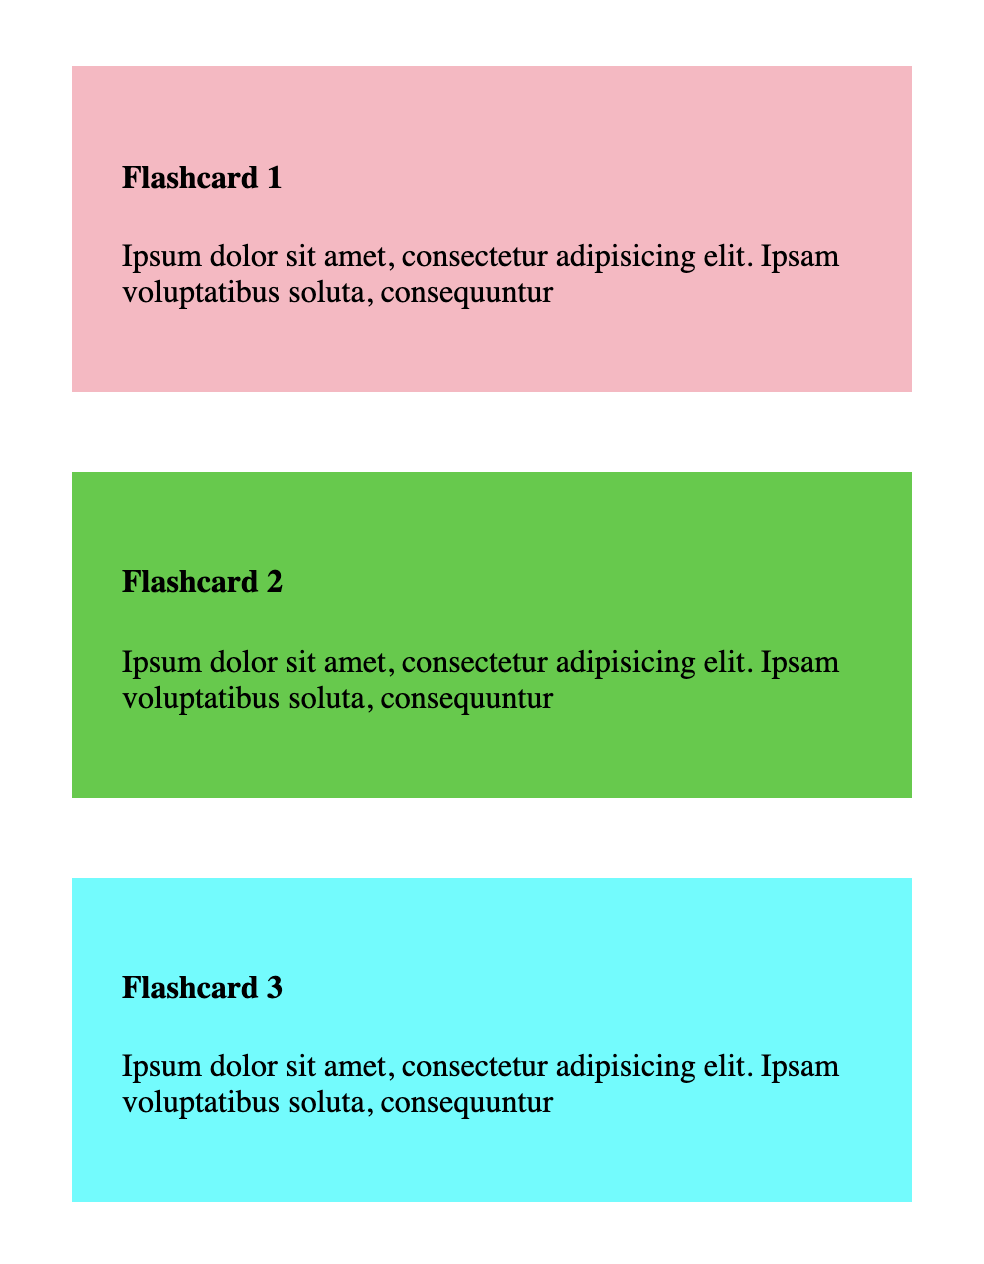 Flashcard 1
Ipsum dolor sit amet, consectetur adipisicing elit. Ipsam
voluptatibus soluta, consequuntur
Flashcard 2
Ipsum dolor sit amet, consectetur adipisicing elit. Ipsam
voluptatibus soluta, consequuntur
Flashcard 3
Ipsum dolor sit amet, consectetur adipisicing elit. Ipsam
voluptatibus soluta, consequuntur